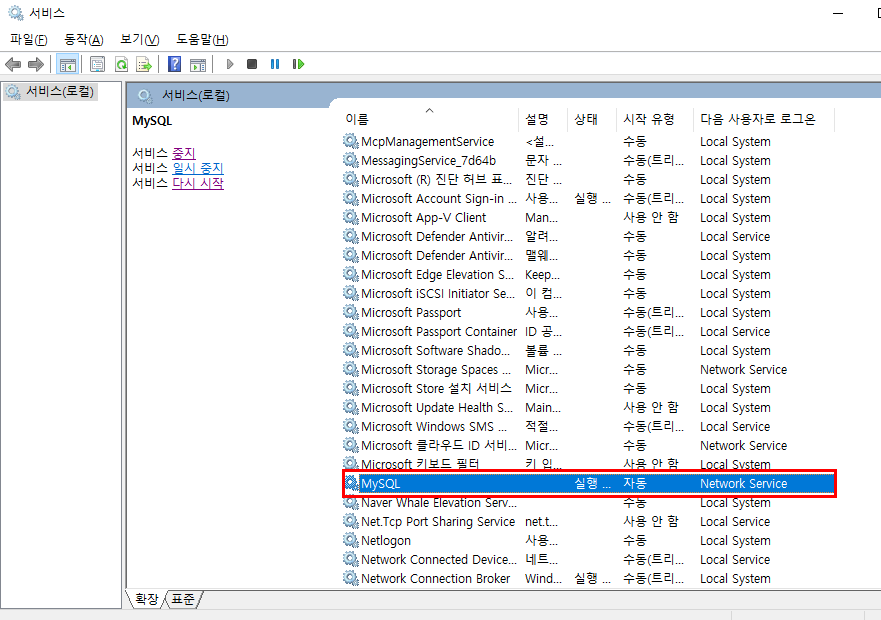 서비스
파일(F) 동작(A) 보기(V) 도움말(H)
서비스(로컬)
서비스(로컬)
MySQL
서비스 중지
서비스 일시 중지
서비스 다시 시작
이름 설명 상태 시작 유형 다음 사용자로 로그온
McpManagementService <설... 수동 Local System
MessagingService_7d64b 문자 ... 수동(트리... Local System
Microsoft (R) 진단 허브 표... 진단 ... 수동 Local System
Microsoft Account Sign-in ... 사용... 실행 ... 수동(트리... Local System
Microsoft App-V Client Man... 사용 안 함 Local System
Microsoft Defender Antivir... 알려... 수동 Local Service
Microsoft Defender Antivir... 맬웨... 수동 Local System
Microsoft Edge Elevation S... Keep... 수동 Local System
Microsoft iSCSI Initiator Se... 이 컴... 수동 Local System
Microsoft Passport 사용... 수동(트리... Local System
Microsoft Passport Container ID 공... 수동(트리... Local Service
Microsoft Software Shado... 볼륨 ... 수동 Local System
Microsoft Storage Spaces ... Micr... 수동 Network Service
Microsoft Store 설치 서비스 Micr... 수동 Local System
Microsoft Update Health S... Main... 사용 안 함 Local System
Microsoft Windows SMS ... 적절... 수동(트리... Local Service
Microsoft 클라우드 ID 서비... Micr... 수동 Network Service
Microsoft 키보드 필터 키 입... 사용 안 함 Local System
MySQL 실행 ... 자동 Network Service
Naver Whale Elevation Serv... 수동 Local System
Net.Tcp Port Sharing Service net.t... 사용 안 함 Local Service
Netlogon 사용... 수동 Local System
Network Connected Device... 네트... 수동(트리... Local Service
Network Connection Broker Wind... 실행 ... 수동(트리... Local System
확장 표준